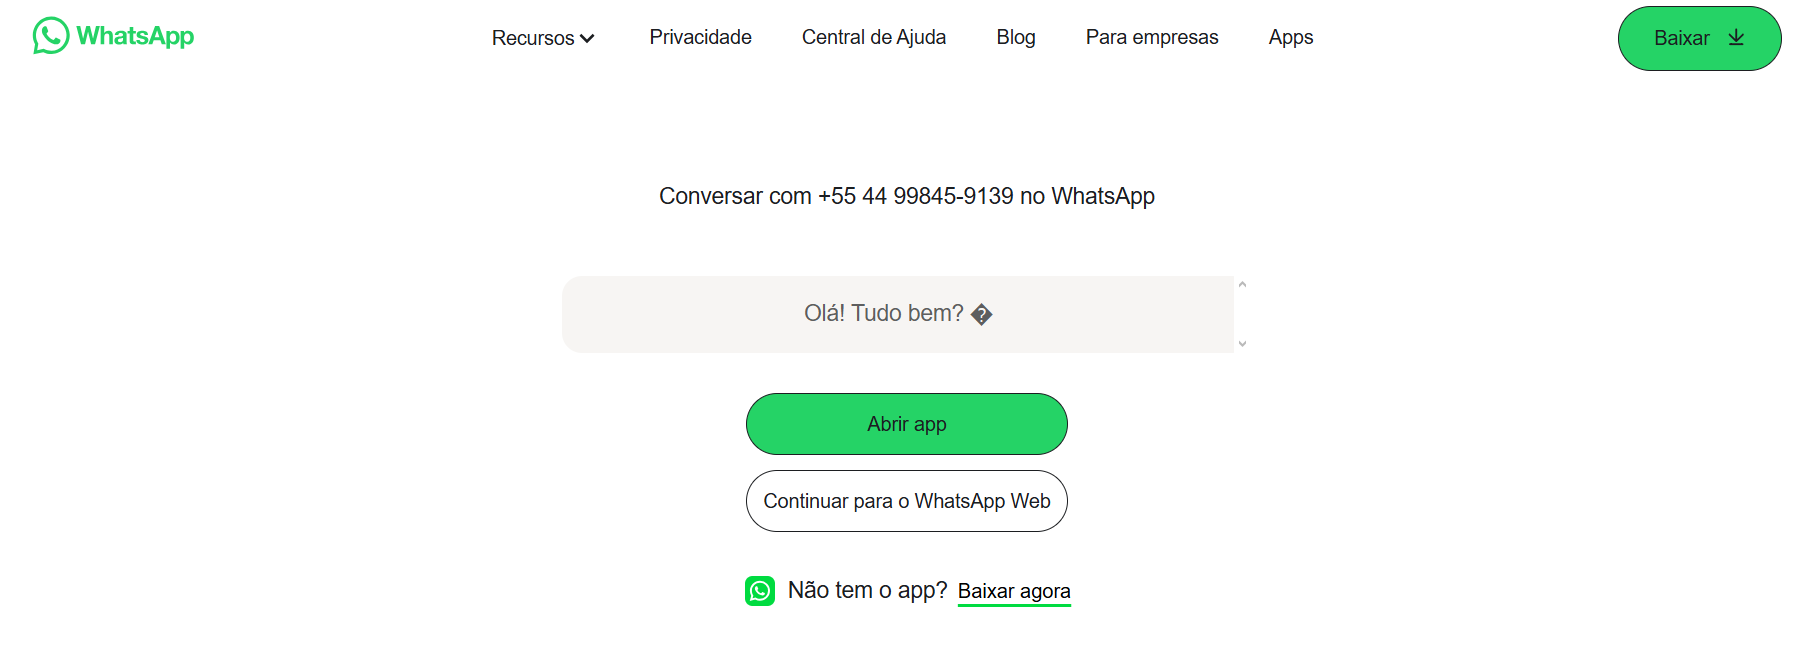 WhatsApp
Recursos
Privacidade
Central de Ajuda
Blog
Para empresas
Apps
Baixar
Conversar com +55 44 99845-9139 no WhatsApp
Olá! Tudo bem? �
Abrir app
Continuar para o WhatsApp Web
Não tem o app? Baixar agora